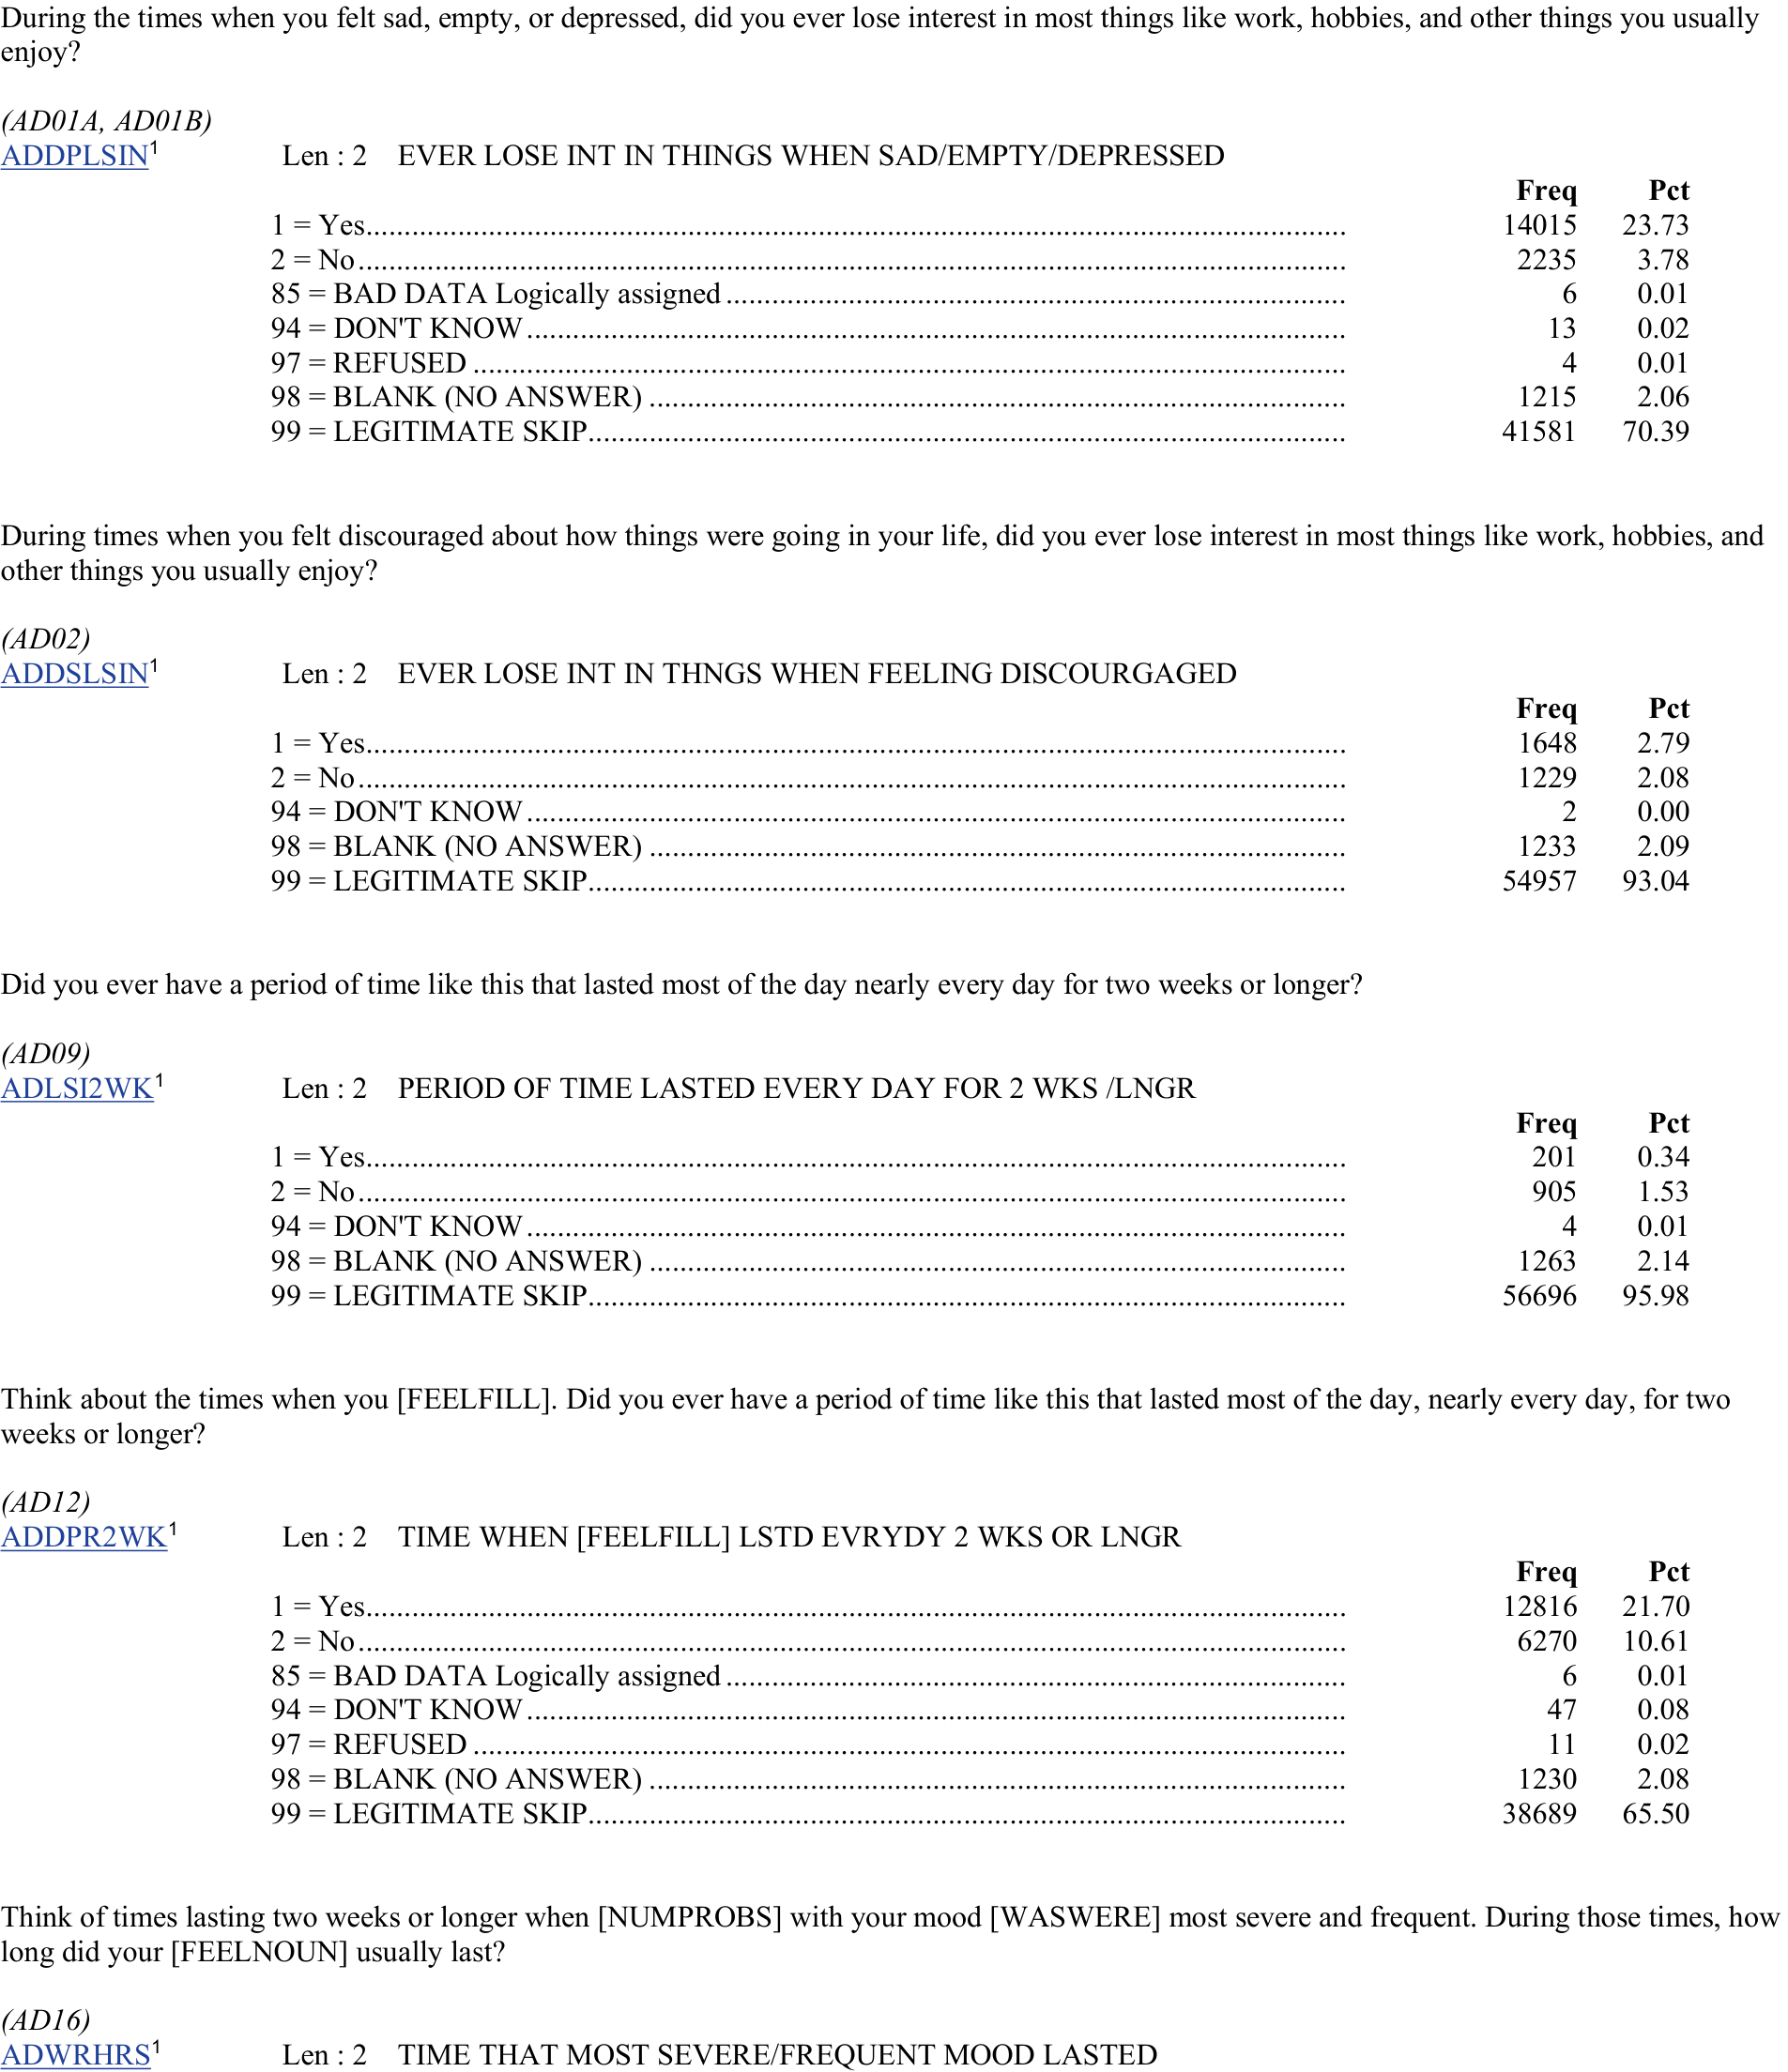 During the times when you felt sad, empty, or depressed, did you ever lose interest in most things like work, hobbies, and other things you usually
enjoy?
(AD01A, AD01B)
ADDPLSIN1 Len : 2 EVER LOSE INT IN THINGS WHEN SAD/EMPTY/DEPRESSED
Freq Pct
1 = Yes 14015 23.73
2 = No 2235 3.78
85 = BAD DATA Logically assigned 6 0.01
94 = DON'T KNOW 13 0.02
97 = REFUSED 4 0.01
98 = BLANK (NO ANSWER) 1215 2.06
99 = LEGITIMATE SKIP 41581 70.39
During times when you felt discouraged about how things were going in your life, did you ever lose interest in most things like work, hobbies, and
other things you usually enjoy?
(AD02)
ADDSLSIN1 Len : 2 EVER LOSE INT IN THNGS WHEN FEELING DISCOURGAGED
Freq Pct
1 = Yes 1648 2.79
2 = No 1229 2.08
94 = DON'T KNOW 2 0.00
98 = BLANK (NO ANSWER) 1233 2.09
99 = LEGITIMATE SKIP 54957 93.04
Did you ever have a period of time like this that lasted most of the day nearly every day for two weeks or longer?
(AD09)
ADLSI2WK1 Len : 2 PERIOD OF TIME LASTED EVERY DAY FOR 2 WKS /LNGR
Freq Pct
1 = Yes 201 0.34
2 = No 905 1.53
94 = DON'T KNOW 4 0.01
98 = BLANK (NO ANSWER) 1263 2.14
99 = LEGITIMATE SKIP 56696 95.98
Think about the times when you [FEELFILL]. Did you ever have a period of time like this that lasted most of the day, nearly every day, for two
weeks or longer?
(AD12)
ADDPR2WK1 Len : 2 TIME WHEN [FEELFILL] LSTD EVRYDY 2 WKS OR LNGR
Freq Pct
1 = Yes 12816 21.70
2 = No 6270 10.61
85 = BAD DATA Logically assigned 6 0.01
94 = DON'T KNOW 47 0.08
97 = REFUSED 11 0.02
98 = BLANK (NO ANSWER) 1230 2.08
99 = LEGITIMATE SKIP 38689 65.50
Think of times lasting two weeks or longer when [NUMPROBS] with your mood [WASWERE] most severe and frequent. During those times, how
long did your [FEELNOUN] usually last?
(AD16)
ADWRHRS1 Len : 2 TIME THAT MOST SEVERE/FREQUENT MOOD LASTED